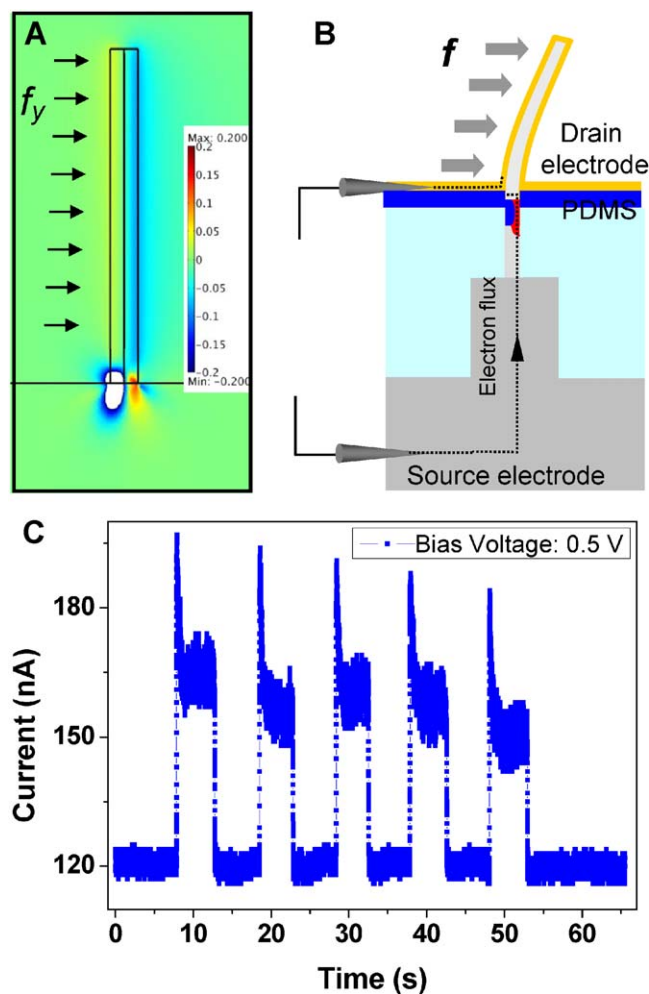 A
f_y
Max: 0.200
0.2
0.15
0.1
0.05
0
−0.05
−0.1
−0.15
−0.2
Min: −0.200
B
f
Drain
electrode
PDMS
Electron flux
Source electrode
C
Bias Voltage: 0.5 V
Current (nA)
180
150
120
0 10 20 30 40 50 60
Time (s)